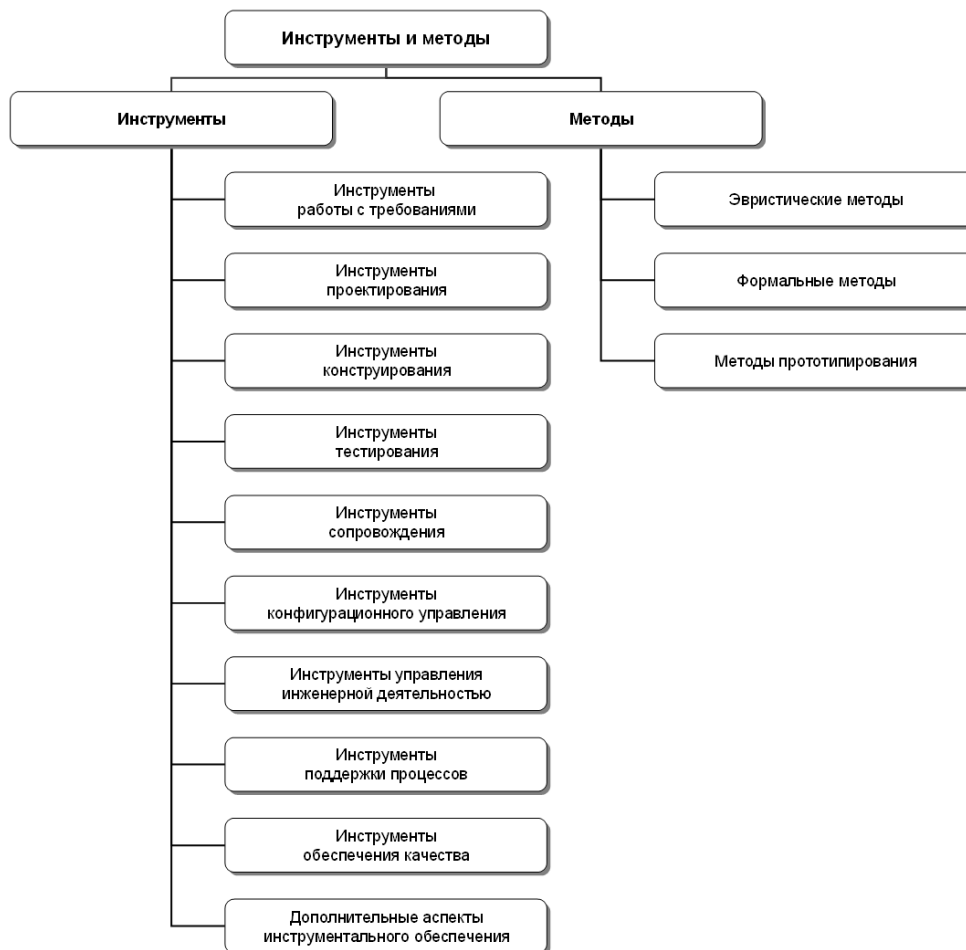 Инструменты и методы
Инструменты
Методы
Инструменты
работы с требованиями
Инструменты
проектирования
Инструменты
конструирования
Инструменты
тестирования
Инструменты
сопровождения
Инструменты
конфигурационного управления
Инструменты управления
инженерной деятельностью
Инструменты
поддержки процессов
Инструменты
обеспечения качества
Дополнительные аспекты
инструментального обеспечения
Эвристические методы
Формальные методы
Методы прототипирования